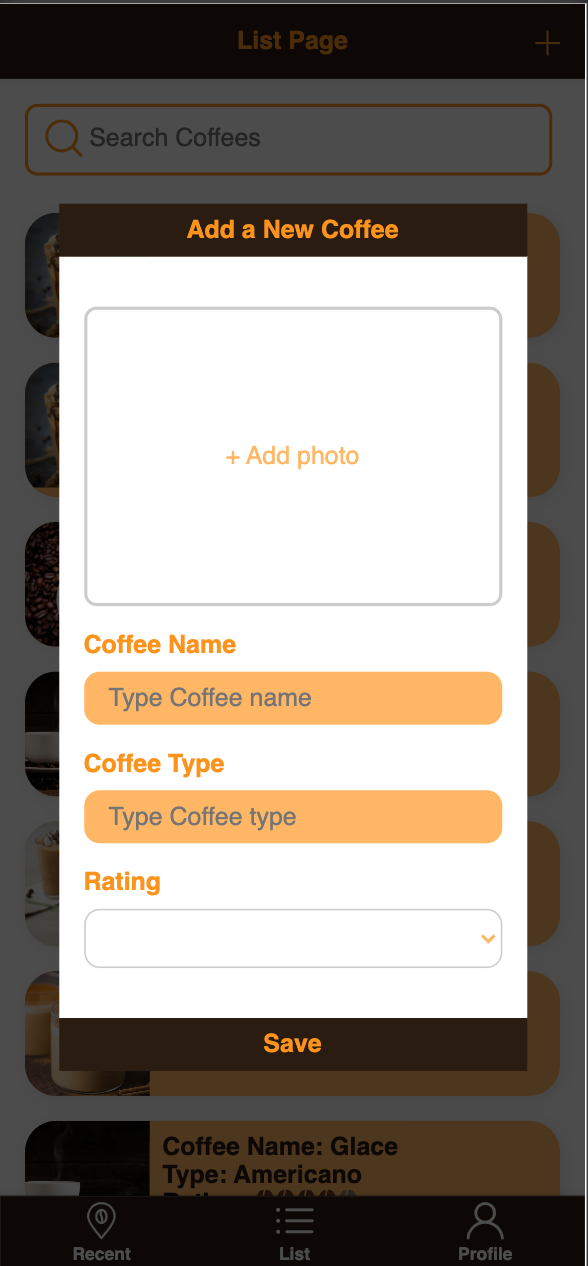 List Page
Search Coffees
Add a New Coffee
+ Add photo
Coffee Name
Type Coffee name
Coffee Type
Type Coffee type
Rating
Save
Coffee Name: Glace
Type: Americano
Recent
List
Profile